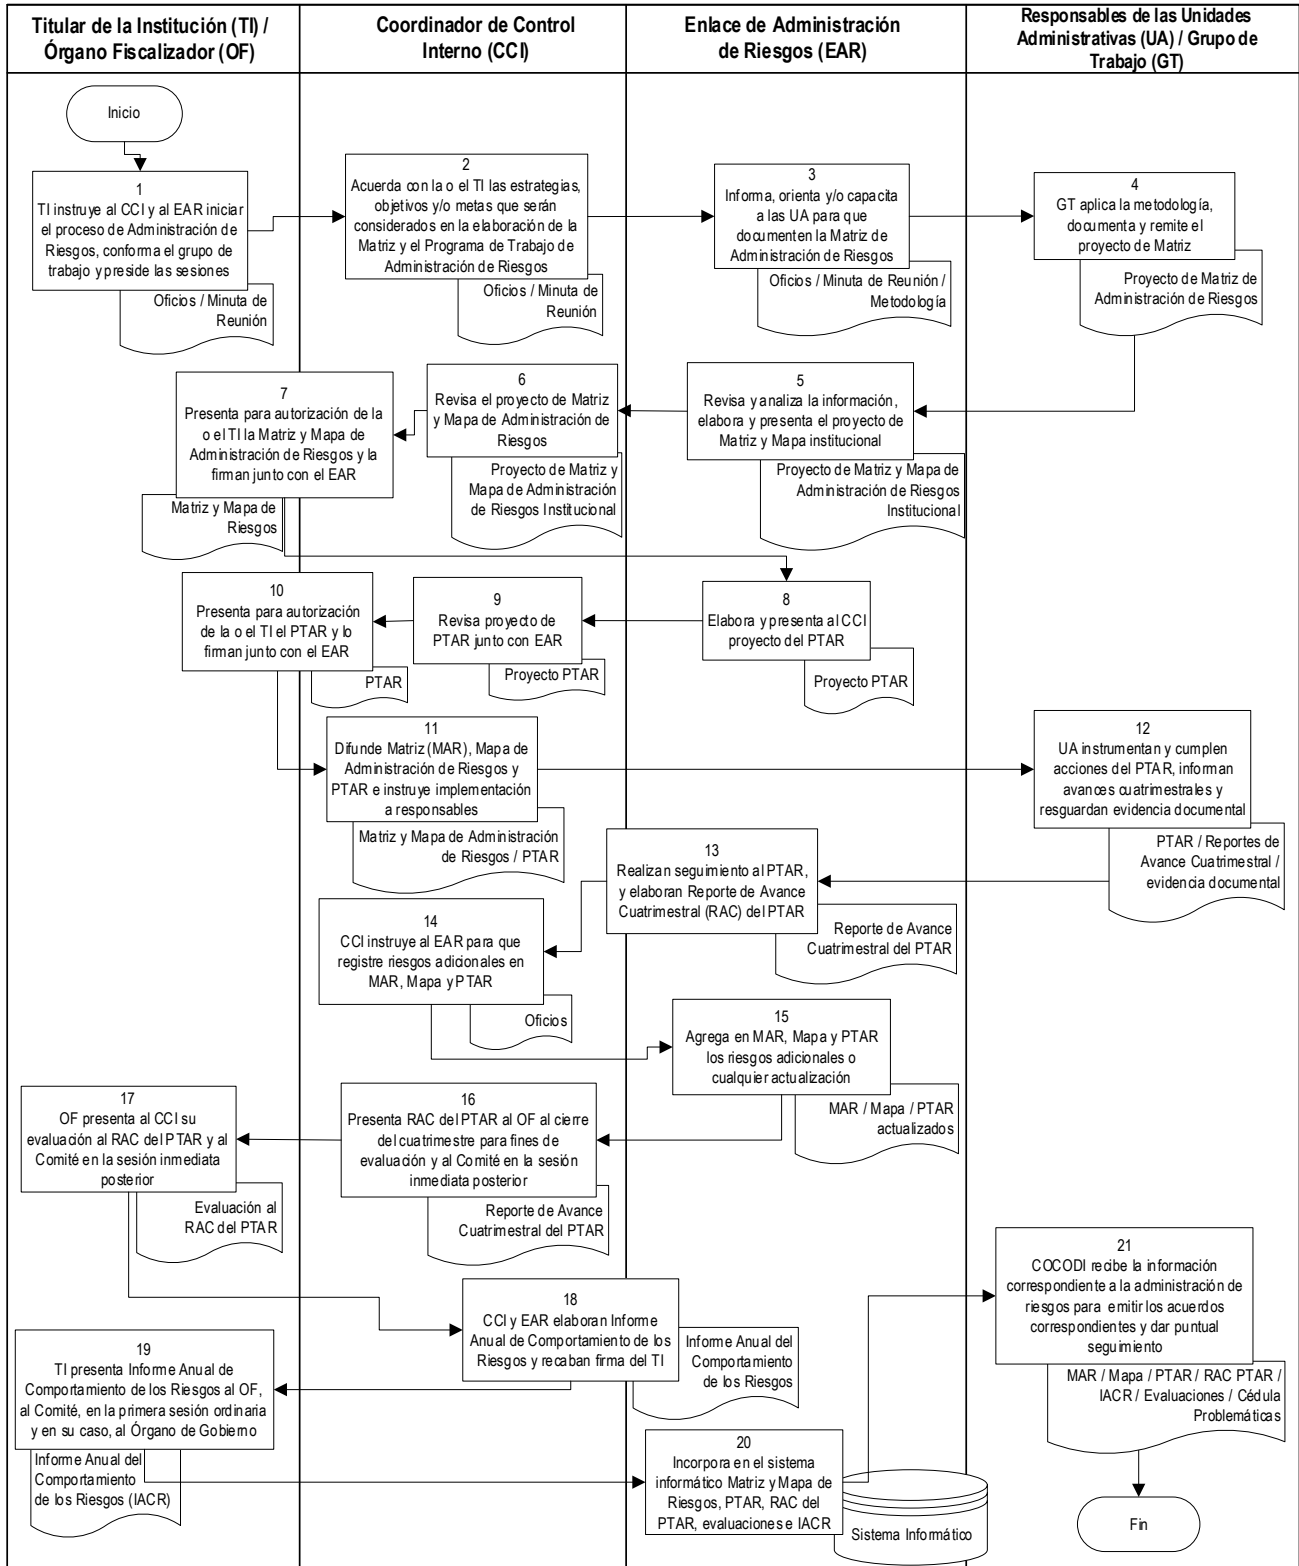 Titular de la Institución (TI) /
Órgano Fiscalizador (OF)
Coordinador de Control
Interno (CCI)
Enlace de Administración
de Riesgos (EAR)
Responsables de las Unidades
Administrativas (UA) / Grupo de
Trabajo (GT)
Inicio
1
TI instruye al CCI y al EAR iniciar
el proceso de Administración de
Riesgos, conforma el grupo de
trabajo y preside las sesiones
Oficios / Minuta de
Reunión
2
Acuerda con la o el TI las estrategias,
objetivos y/o metas que serán
considerados en la elaboración de la
Matriz y el Programa de Trabajo de
Administración de Riesgos
Oficios / Minuta de
Reunión
3
Informa, orienta y/o capacita
a las UA para que
documenten la Matriz de
Administración de Riesgos
Oficios / Minuta de Reunión /
Metodología
4
GT aplica la metodología,
documenta y remite el
proyecto de Matriz
Proyecto de Matriz de
Administración de Riesgos
5
Revisa y analiza la información,
elabora y presenta el proyecto de
Matriz y Mapa institucional
Proyecto de Matriz y Mapa de
Administración de Riesgos
Institucional
6
Revisa el proyecto de Matriz
y Mapa de Administración de
Riesgos
Proyecto de Matriz y
Mapa de Administración
de Riesgos Institucional
7
Presenta para autorización de la
o el TI la Matriz y Mapa de
Administración de Riesgos y la
firman junto con el EAR
Matriz y Mapa de
Riesgos
8
Elabora y presenta al CCI
proyecto del PTAR
Proyecto PTAR
9
Revisa proyecto de
PTAR junto con EAR
Proyecto PTAR
10
Presenta para autorización
de la o el TI el PTAR y lo
firman junto con el EAR
PTAR
11
Difunde Matriz (MAR), Mapa de
Administración de Riesgos y
PTAR e instruye implementación
a responsables
Matriz y Mapa de Administración
de Riesgos / PTAR
12
UA instrumentan y cumplen
acciones del PTAR, informan
avances cuatrimestrales y
resguardan evidencia documental
PTAR / Reportes de
Avance Cuatrimestral /
evidencia documental
13
Realizan seguimiento al PTAR,
y elaboran Reporte de Avance
Cuatrimestral (RAC) del PTAR
Reporte de Avance
Cuatrimestral del PTAR
14
CCI instruye al EAR para que
registre riesgos adicionales en
MAR, Mapa y PTAR
Oficios
15
Agrega en MAR, Mapa y PTAR
los riesgos adicionales o
cualquier actualización
MAR / Mapa / PTAR
actualizados
16
Presenta RAC del PTAR al OF al cierre
del cuatrimestre para fines de
evaluación y al Comité en la sesión
inmediata posterior
Reporte de Avance
Cuatrimestral del PTAR
17
OF presenta al CCI su
evaluación al RAC del PTAR y al
Comité en la sesión inmediata
posterior
Evaluación al
RAC del PTAR
18
CCI y EAR elaboran Informe
Anual de Comportamiento de los
Riesgos y recaban firma del TI
Informe Anual del
Comportamiento
de los Riesgos
19
TI presenta Informe Anual de
Comportamiento de los Riesgos al OF,
al Comité, en la primera sesión ordinaria
y en su caso, al Órgano de Gobierno
Informe Anual del
Comportamiento
de los Riesgos (IACR)
20
Incorpora en el sistema
informático Matriz y Mapa de
Riesgos, PTAR, RAC del
PTAR, evaluaciones e IACR
Sistema Informático
21
COCODI recibe la información
correspondiente a la administración de
riesgos para emitir los acuerdos
correspondientes y dar puntual
seguimiento
MAR / Mapa / PTAR / RAC PTAR /
IACR / Evaluaciones / Cédula
Problemáticas
Fin